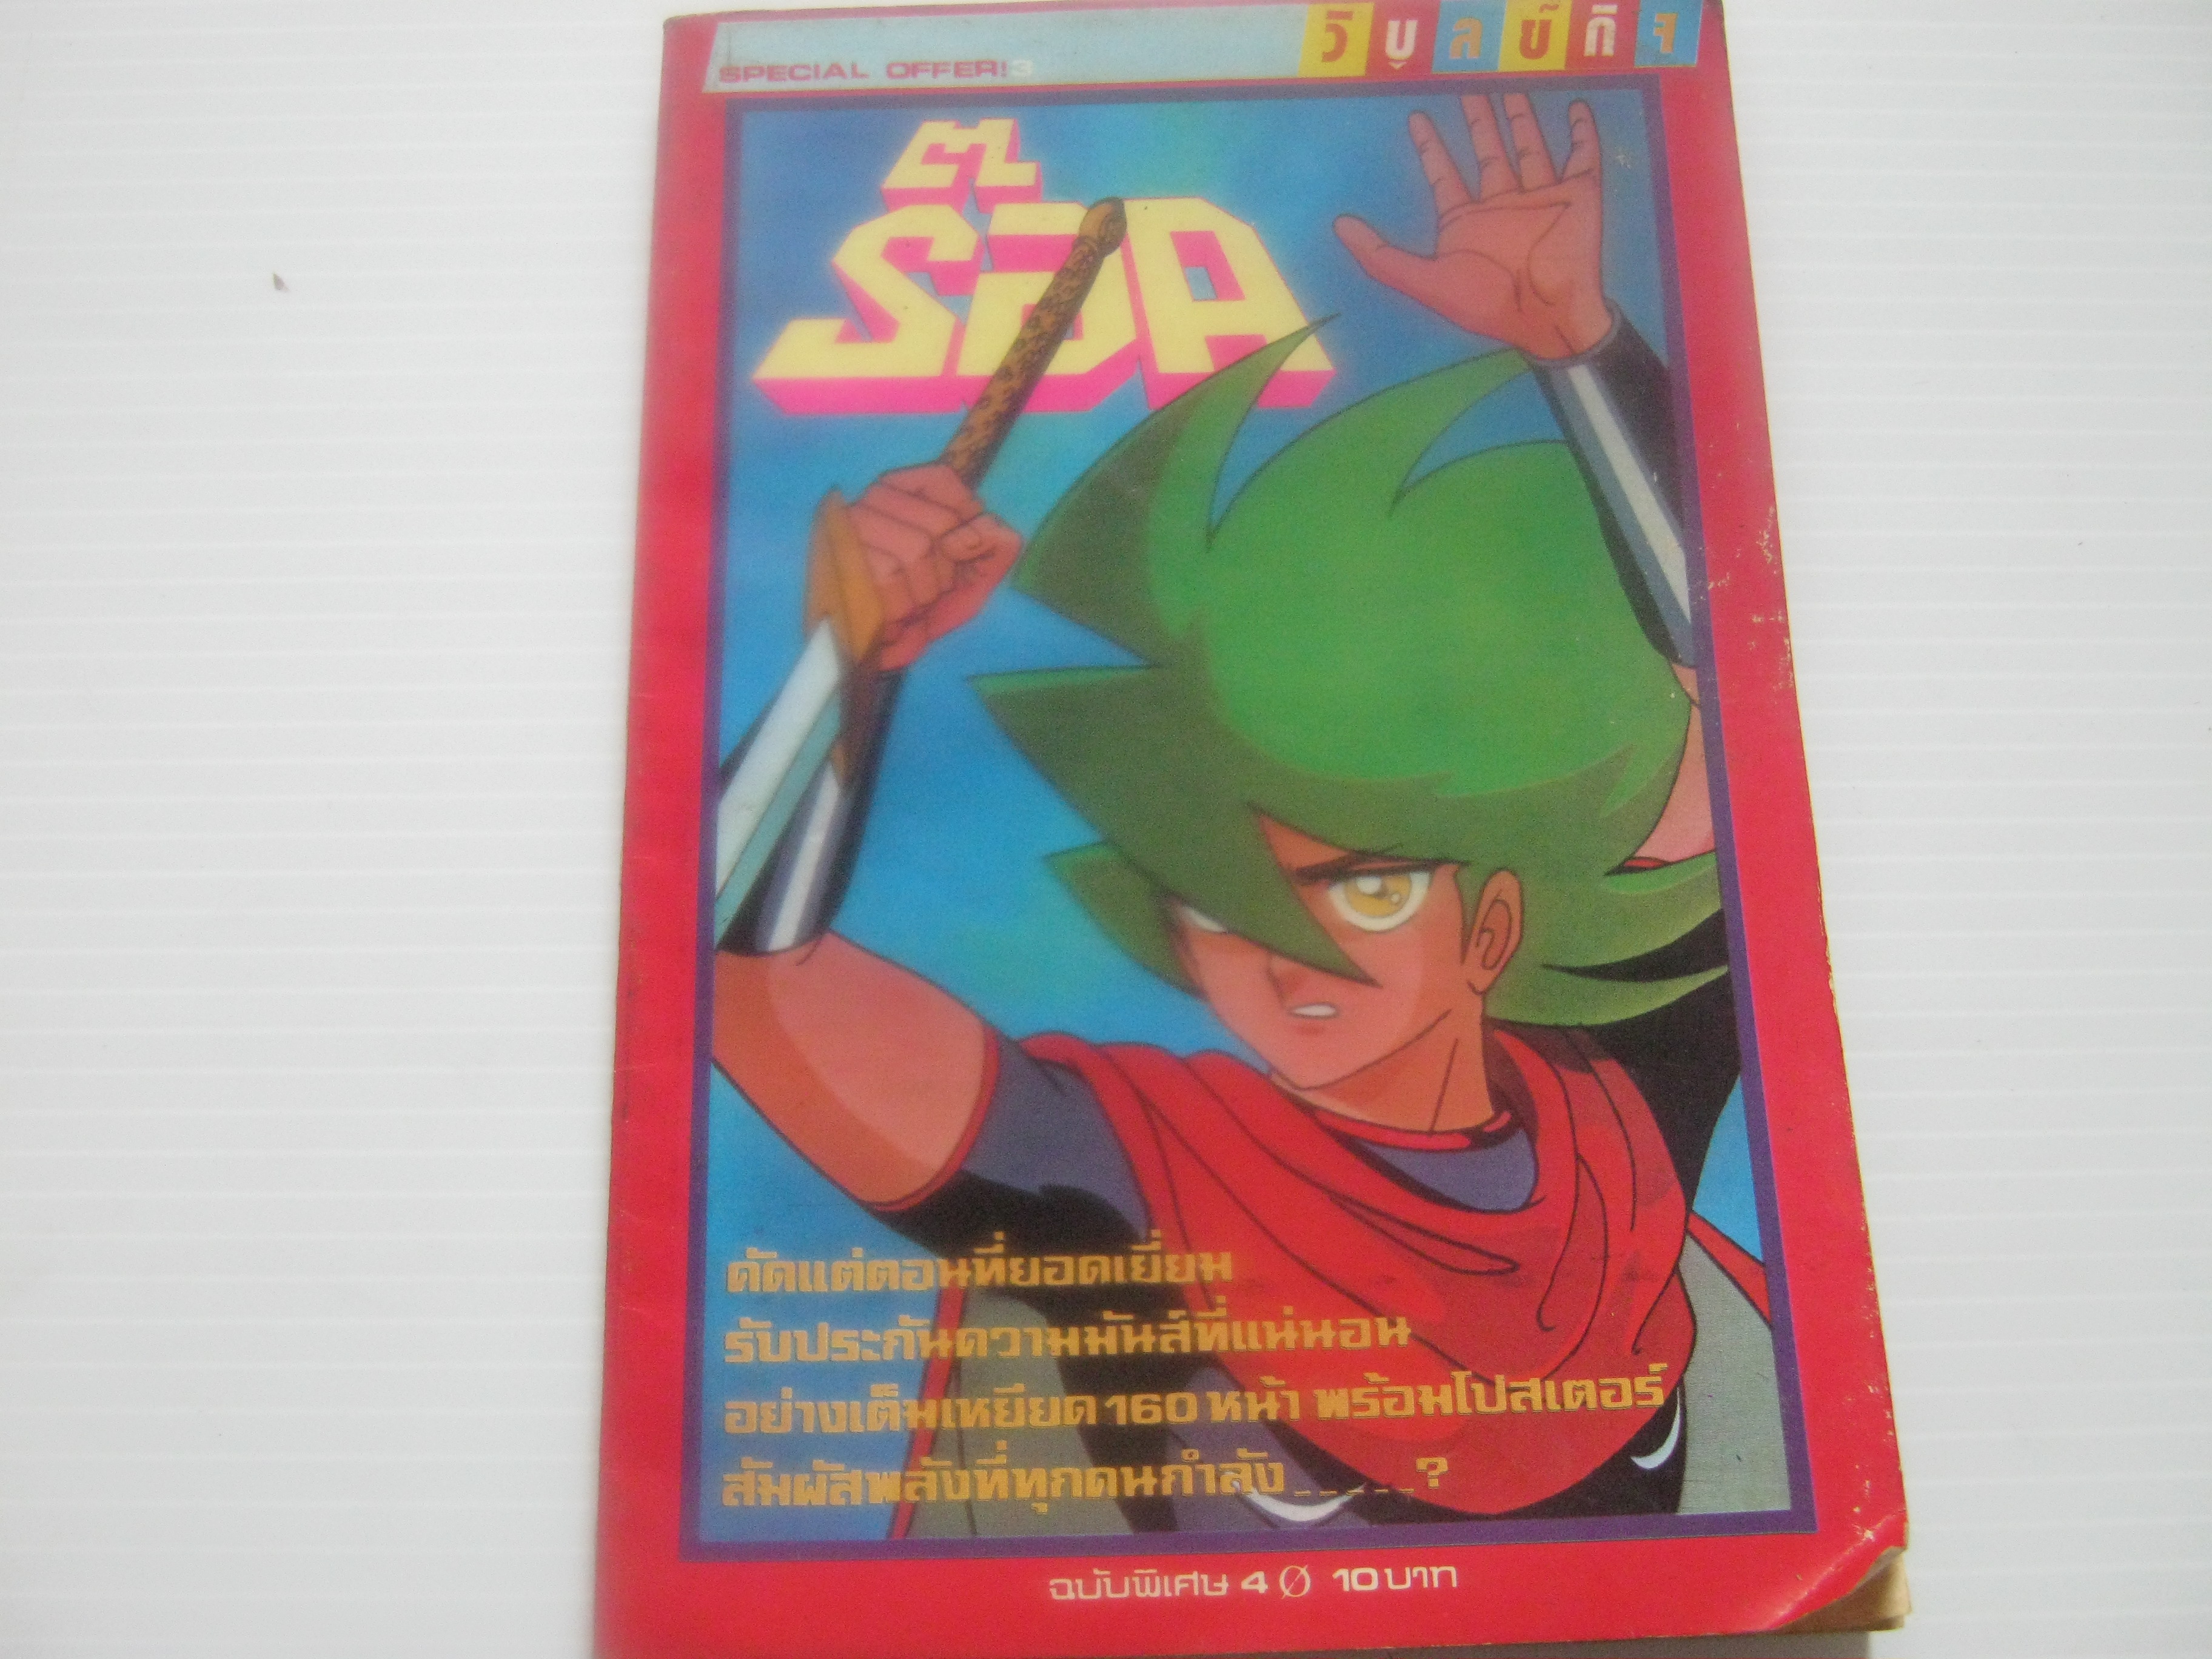 SPECIAL OFFER! 3
วิบูลย์กิจ
คัดแต่ตอนที่ยอดเยี่ยม
รับประกันความมันส์ที่แน่นอน
อย่างเต็มเหยียด 160 หน้า พร้อมโปสเตอร์
สัมผัสพลังที่ทุกคนกำลัง _ _ _ _ _ ?
ฉบับพิเศษ 4 Ø 10 บาท